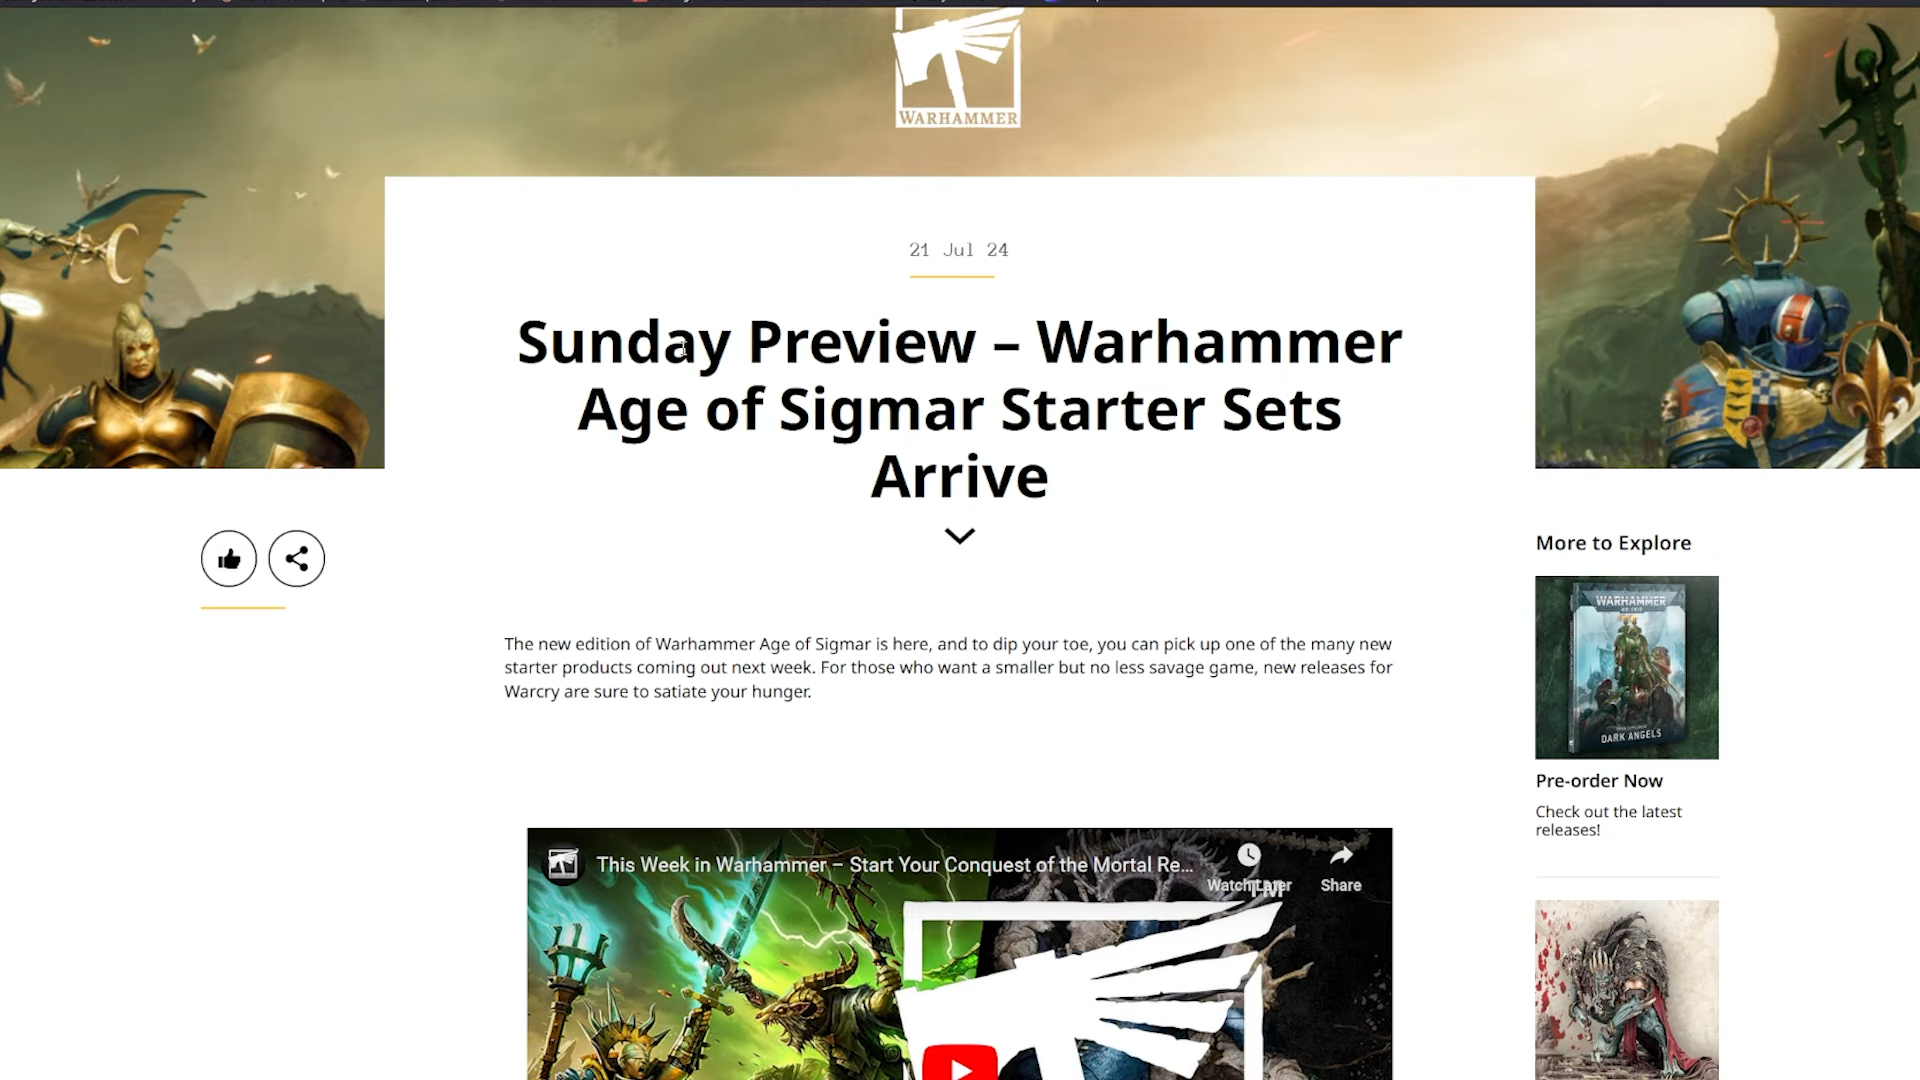 WARHAMMER
21 Jul 24
Sunday Preview – Warhammer
Age of Sigmar Starter Sets
Arrive
The new edition of Warhammer Age of Sigmar is here, and to dip your toe, you can pick up one of the many new
starter products coming out next week. For those who want a smaller but no less savage game, new releases for
Warcry are sure to satiate your hunger.
This Week in Warhammer – Start Your Conquest of the Mortal Re...
Watch Later
Share
TM
More to Explore
WARHAMMER
DARK ANGELS
Pre-order Now
Check out the latest
releases!